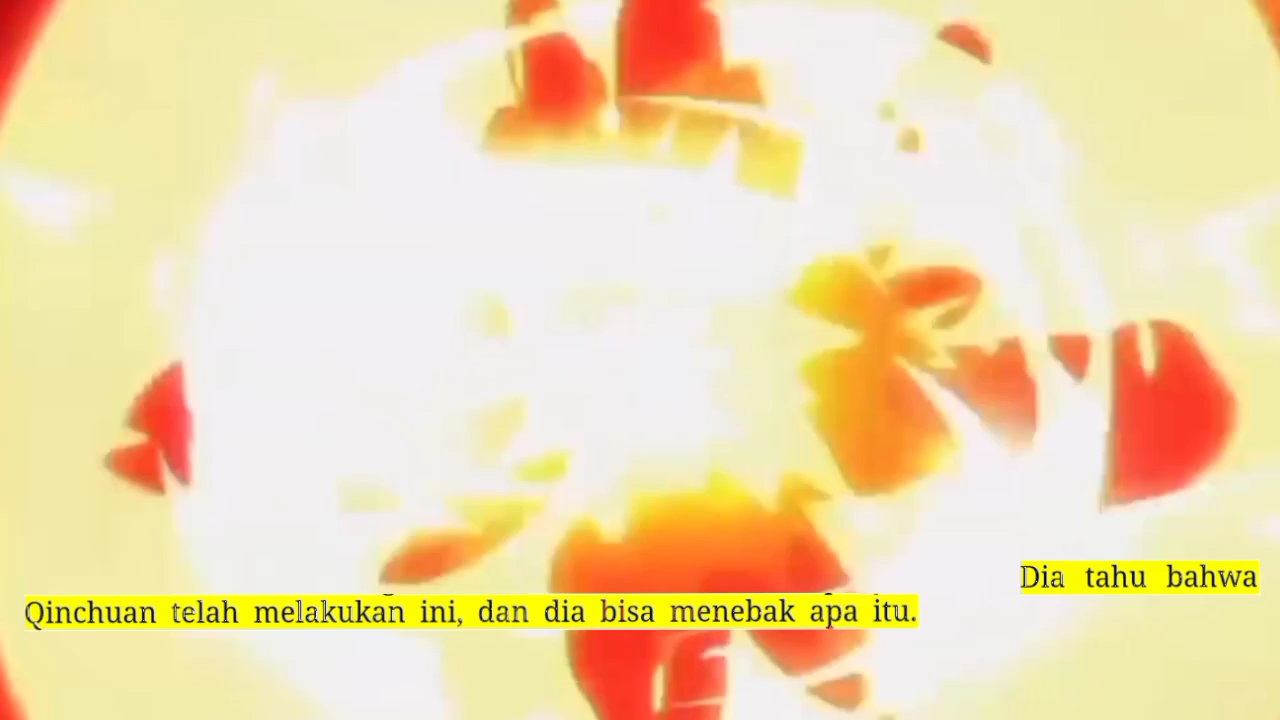 Dia tahu bahwa
Qinchuan telah melakukan ini, dan dia bisa menebak apa itu.